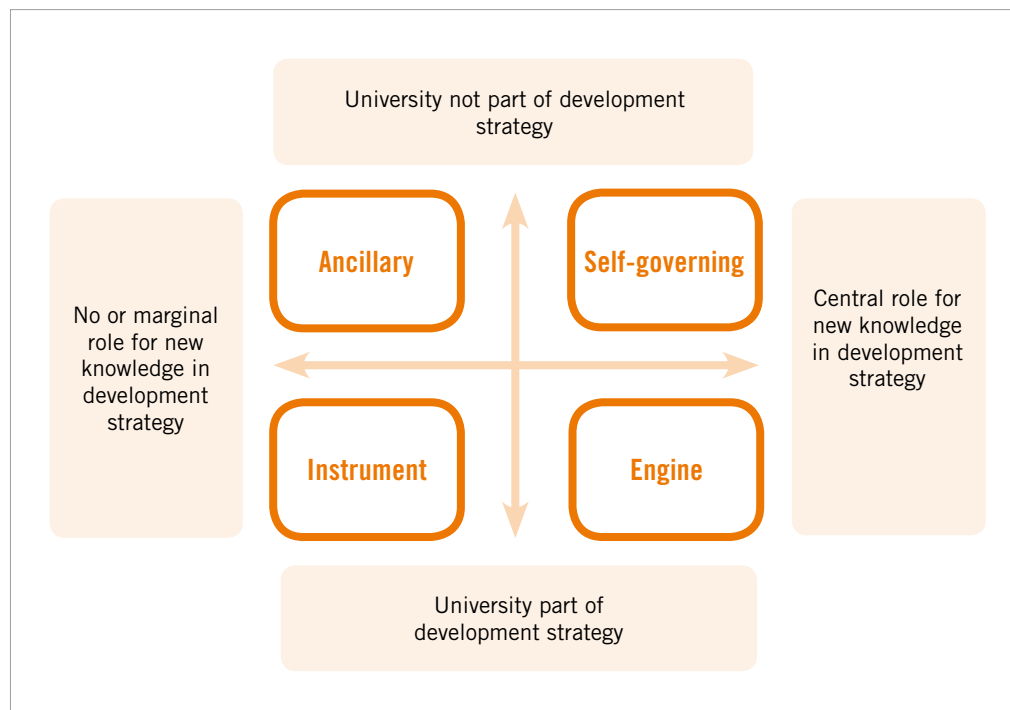 University not part of development
strategy
Ancillary
Self-governing
No or marginal
role for new
knowledge in
development
strategy
Central role for
new knowledge
in development
strategy
Instrument
Engine
University part of
development strategy